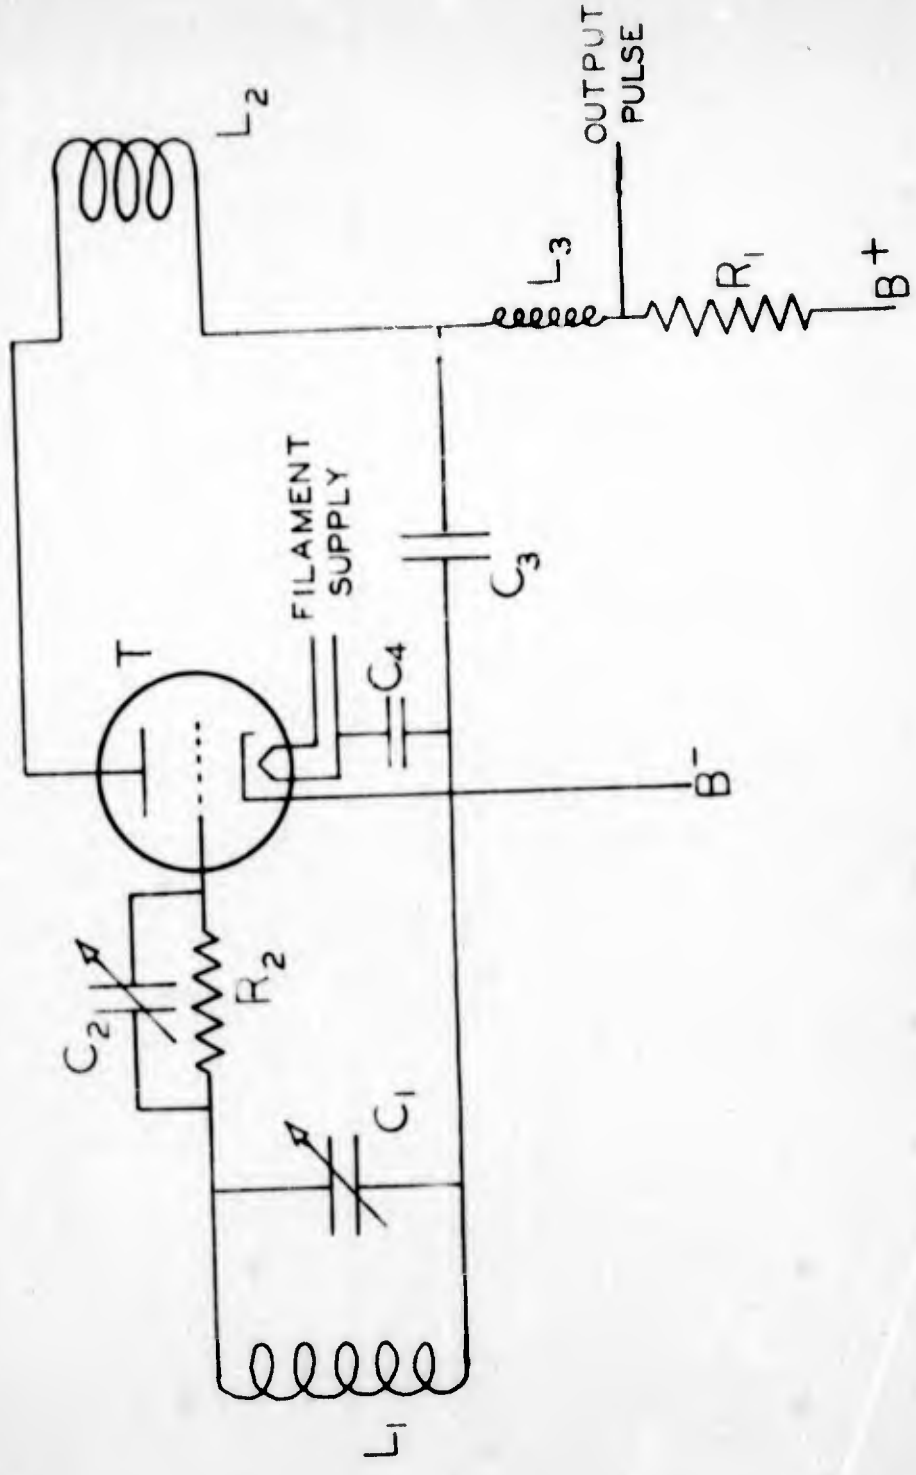 L1
C1
C2
R2
T
FILAMENT
SUPPLY
C4
C3
B-
L2
L3
OUTPUT
PULSE
R1
B+